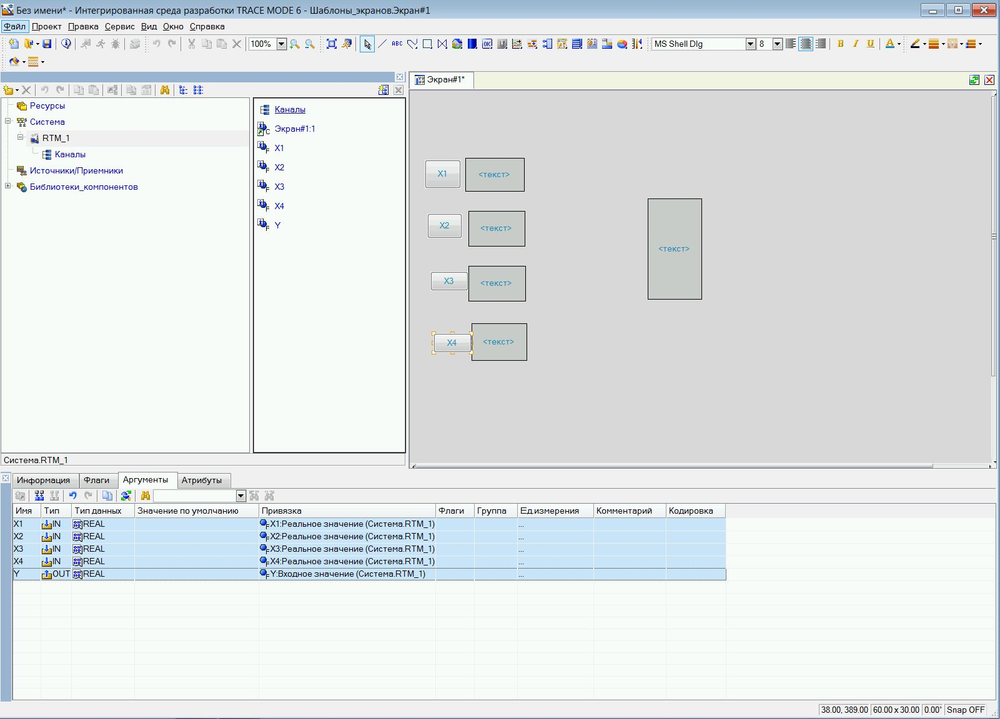 Без имени* - Интегрированная среда разработки TRACE MODE 6 - Шаблоны_экранов.Экран#1
Файл Проект Правка Сервис Вид Окно Справка
100% ABC OK MS Shell Dlg 8 B I U A
Экран#1*
Ресурсы
Система
RTM_1
Каналы
Источники/Приемники
Библиотеки_компонентов
Каналы
Экран#1:1
X1
X2
X3
X4
Y
X1 <текст>
X2 <текст>
<текст>
X3 <текст>
X4 <текст>
Система.RTM_1
Информация Флаги Аргументы Атрибуты
Имя Тип Тип данных Значение по умолчанию Привязка Флаги Группа Ед.измерения Комментарий Кодировка
X1 IN REAL X1:Реальное значение (Система.RTM_1) ...
X2 IN REAL X2:Реальное значение (Система.RTM_1) ...
X3 IN REAL X3:Реальное значение (Система.RTM_1) ...
X4 IN REAL X4:Реальное значение (Система.RTM_1) ...
Y OUT REAL Y:Входное значение (Система.RTM_1) ...
38.00, 389.00 60.00 x 30.00 0.00° Snap OFF